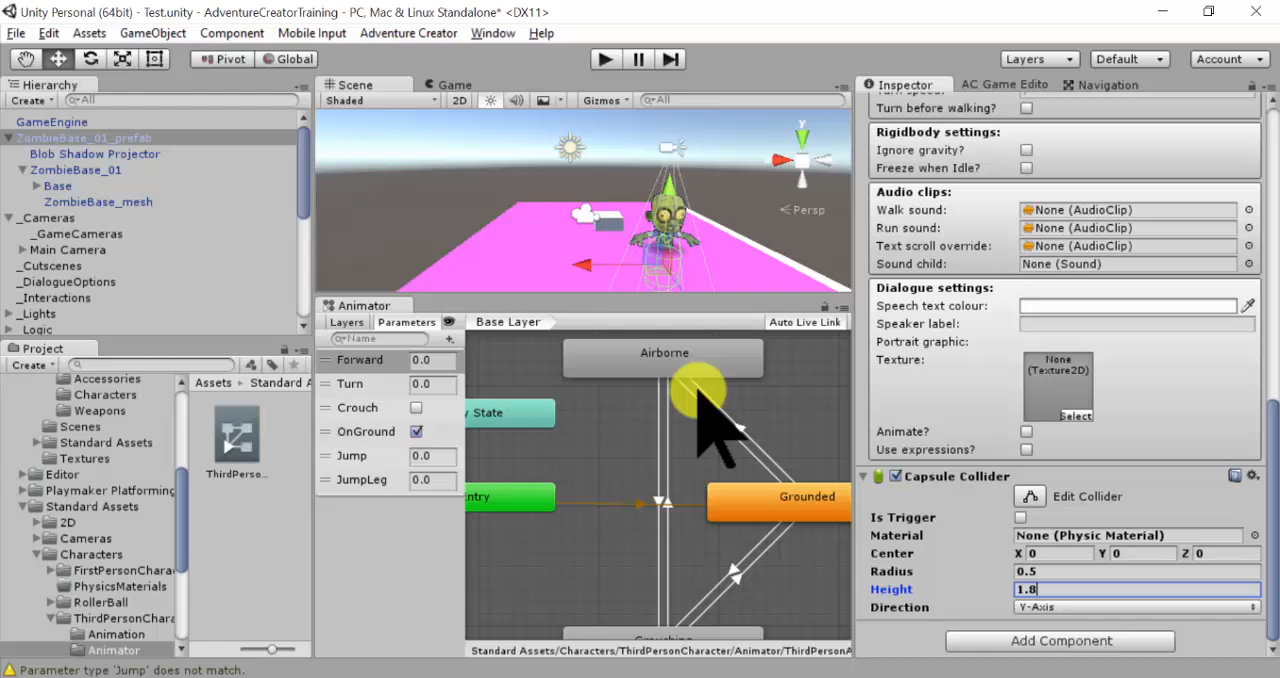 Unity Personal (64bit) - Test.unity - AdventureCreatorTraining - PC, Mac & Linux Standalone* <DX11>
File Edit Assets GameObject Component Mobile Input Adventure Creator Window Help
Pivot Global Layers Default Account
Hierarchy
Create All
GameEngine
ZombieBase_01_prefab
Blob Shadow Projector
ZombieBase_01
Base
ZombieBase_mesh
_Cameras
_GameCameras
Main Camera
_Cutscenes
_DialogueOptions
_Interactions
_Lights
_Logic
Project
Create
Accessories
Characters
Weapons
Scenes
Standard Assets
Textures
Editor
Playmaker Platforming
Standard Assets
2D
Cameras
Characters
FirstPersonChara
PhysicsMaterials
RollerBall
ThirdPersonChara
Animation
Animator
Assets Standard A
ThirdPerso...
Scene Game
Shaded 2D Gizmos All
y
Persp
Animator
Layers Parameters Base Layer Auto Live Link
Name
Forward 0.0
Turn 0.0
Crouch
OnGround
Jump 0.0
JumpLeg 0.0
Airborne
y State
Entry
Grounded
Crouching
Standard Assets/Characters/ThirdPersonCharacter/Animator/ThirdPersonA
Inspector AC Game Edito Navigation
Turn before walking?
Rigidbody settings:
Ignore gravity?
Freeze when Idle?
Audio clips:
Walk sound: None (AudioClip)
Run sound: None (AudioClip)
Text scroll override: None (AudioClip)
Sound child: None (Sound)
Dialogue settings:
Speech text colour:
Speaker label:
Portrait graphic:
Texture: None (Texture2D) Select
Animate?
Use expressions?
Capsule Collider
Edit Collider
Is Trigger
Material None (Physic Material)
Center X 0 Y 0 Z 0
Radius 0.5
Height 1.8
Direction Y-Axis
Add Component
Parameter type 'Jump' does not match.